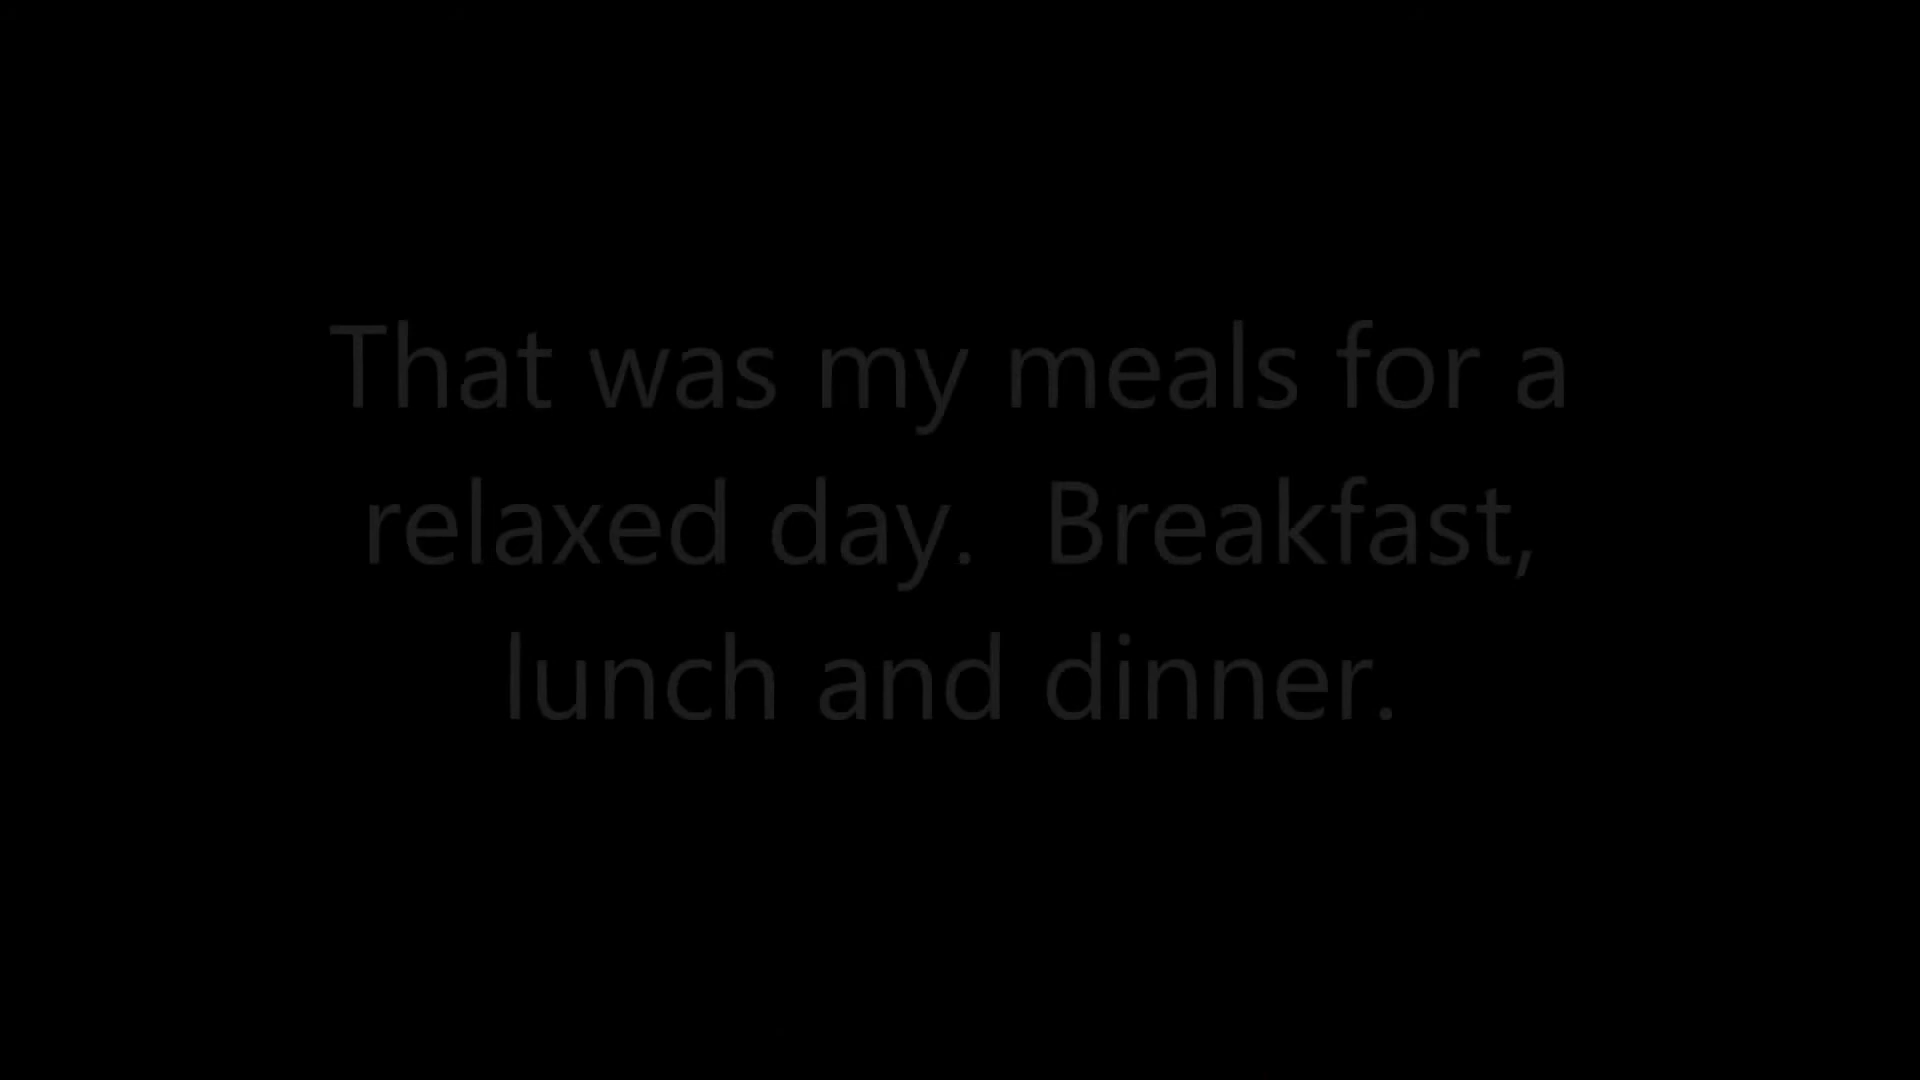 That was my meals for a
relaxed day.  Breakfast,
lunch and dinner.